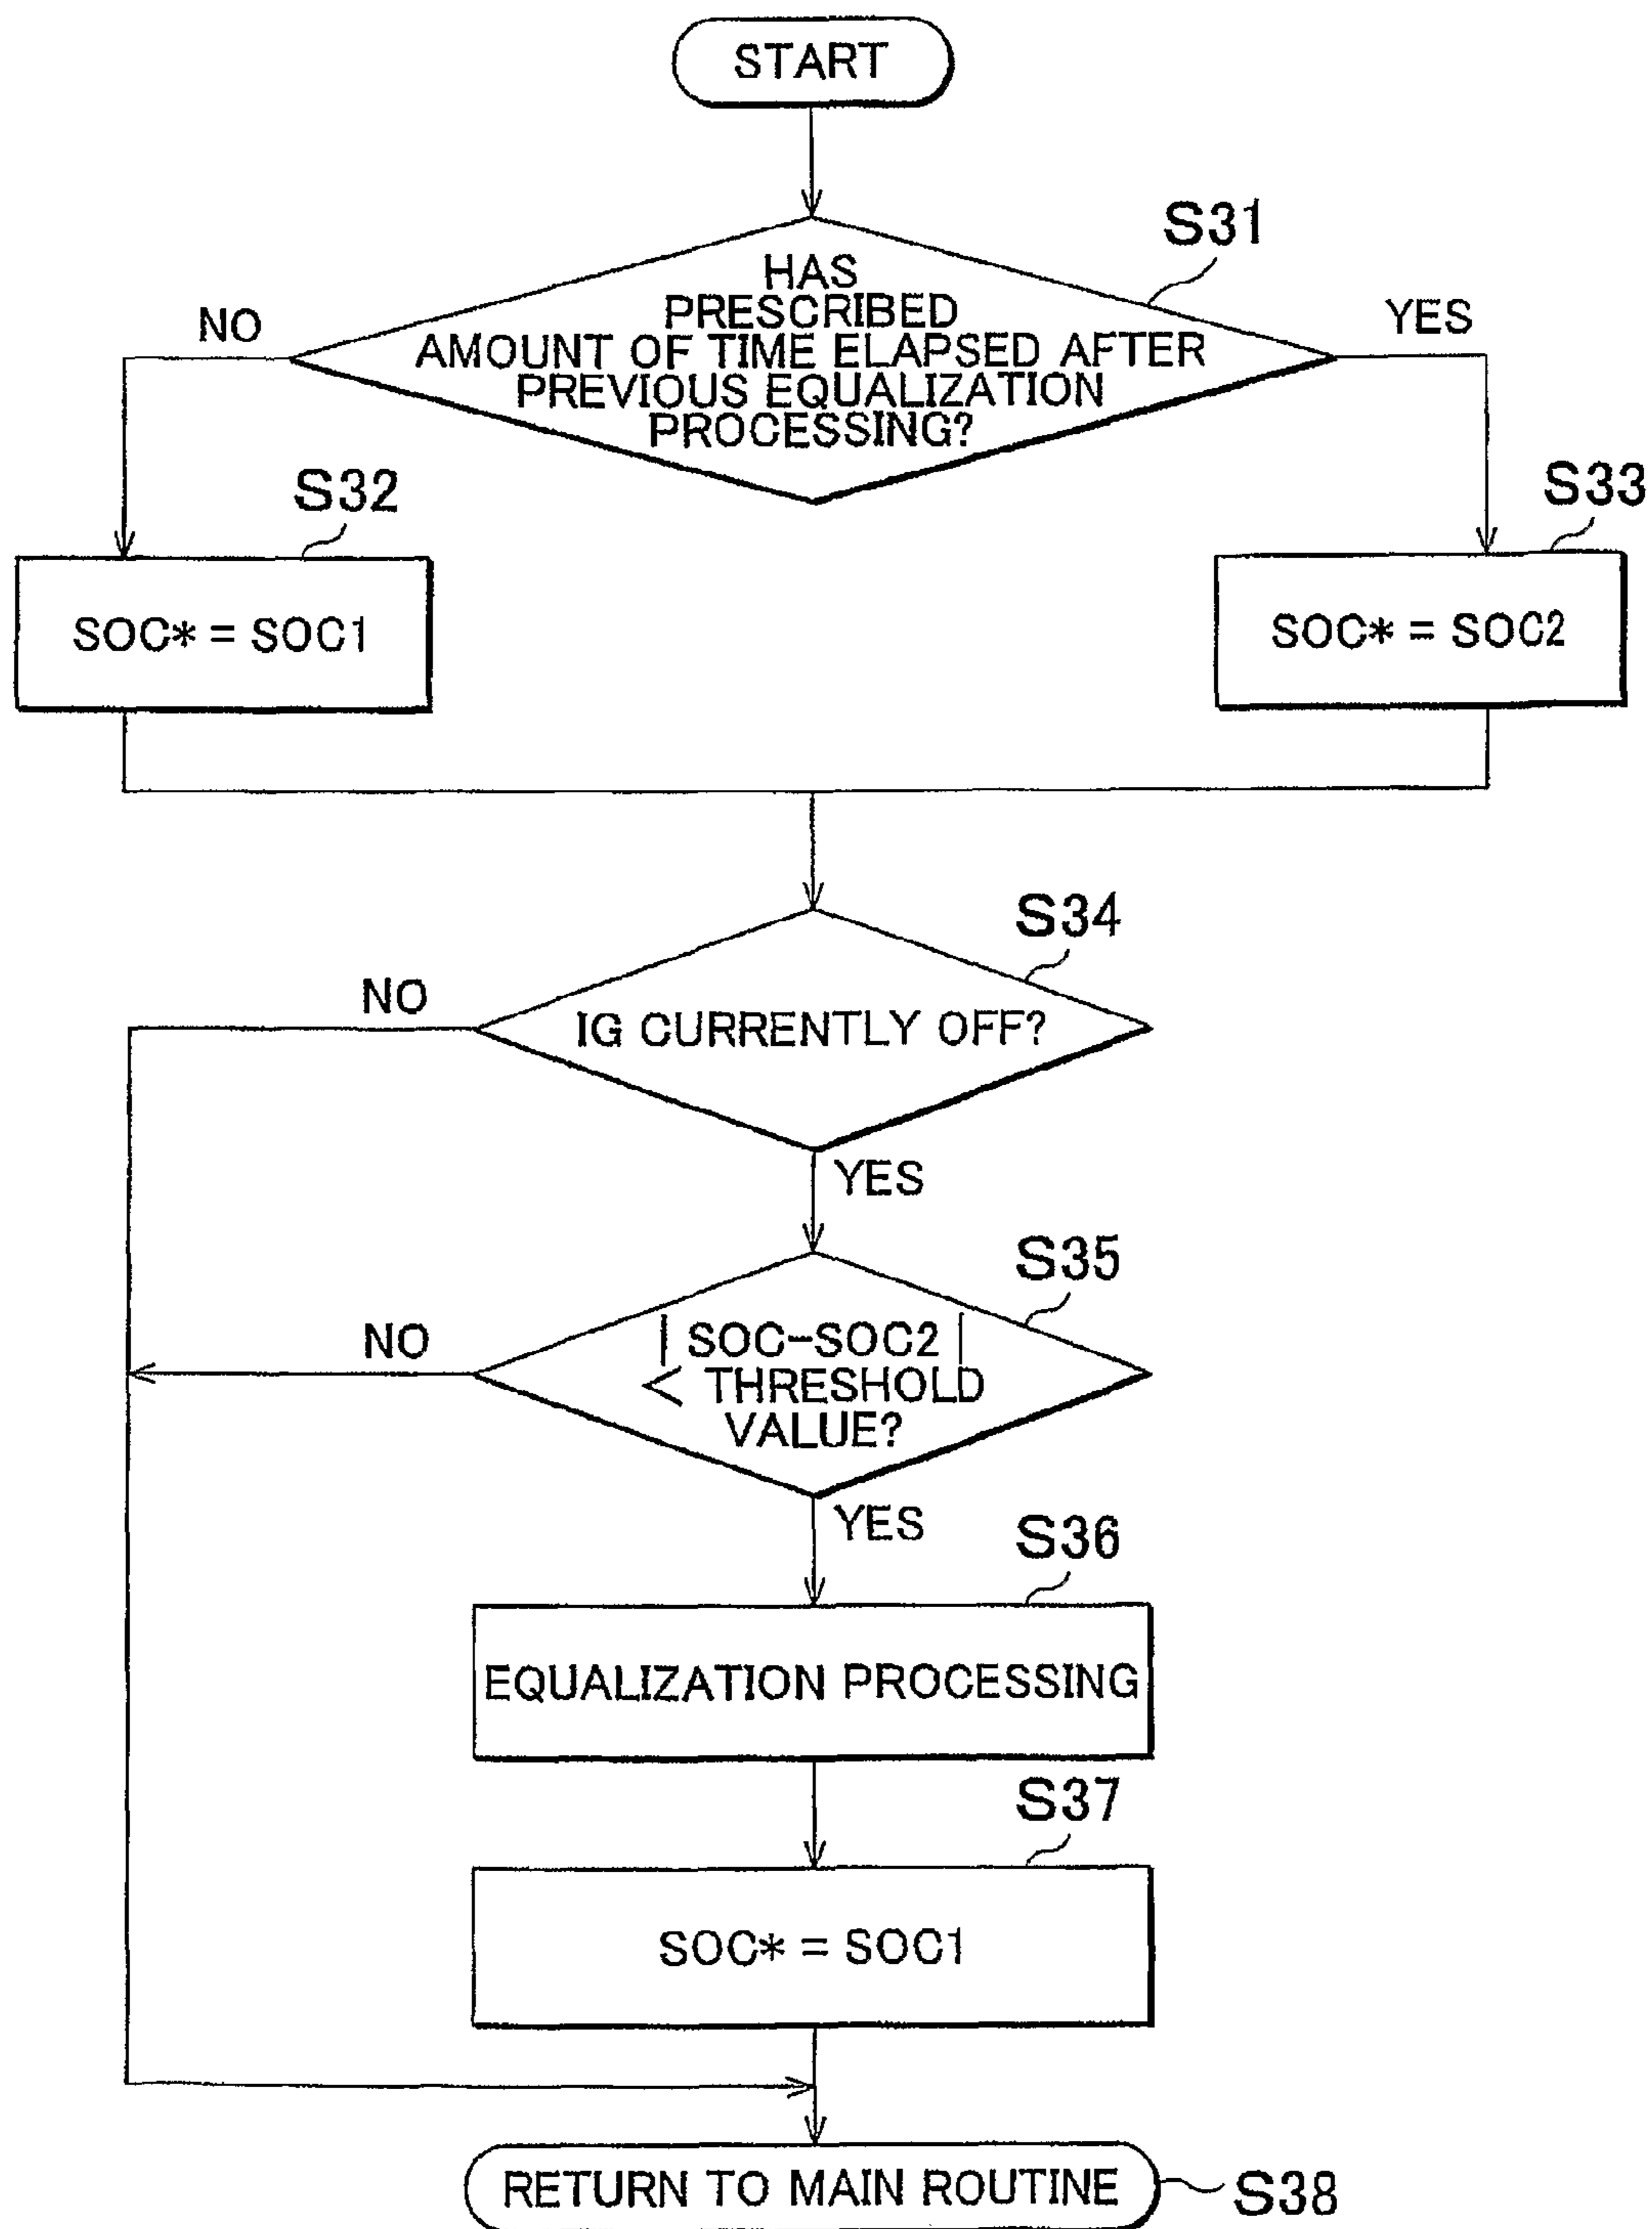 START
S31
HAS
PRESCRIBED
AMOUNT OF TIME ELAPSED AFTER
PREVIOUS EQUALIZATION
PROCESSING?
NO
YES
S32
SOC* = SOC1
S33
SOC* = SOC2
S34
IG CURRENTLY OFF?
NO
YES
S35
| SOC-SOC2 |
< THRESHOLD
VALUE?
NO
YES
S36
EQUALIZATION PROCESSING
S37
SOC* = SOC1
RETURN TO MAIN ROUTINE
S38